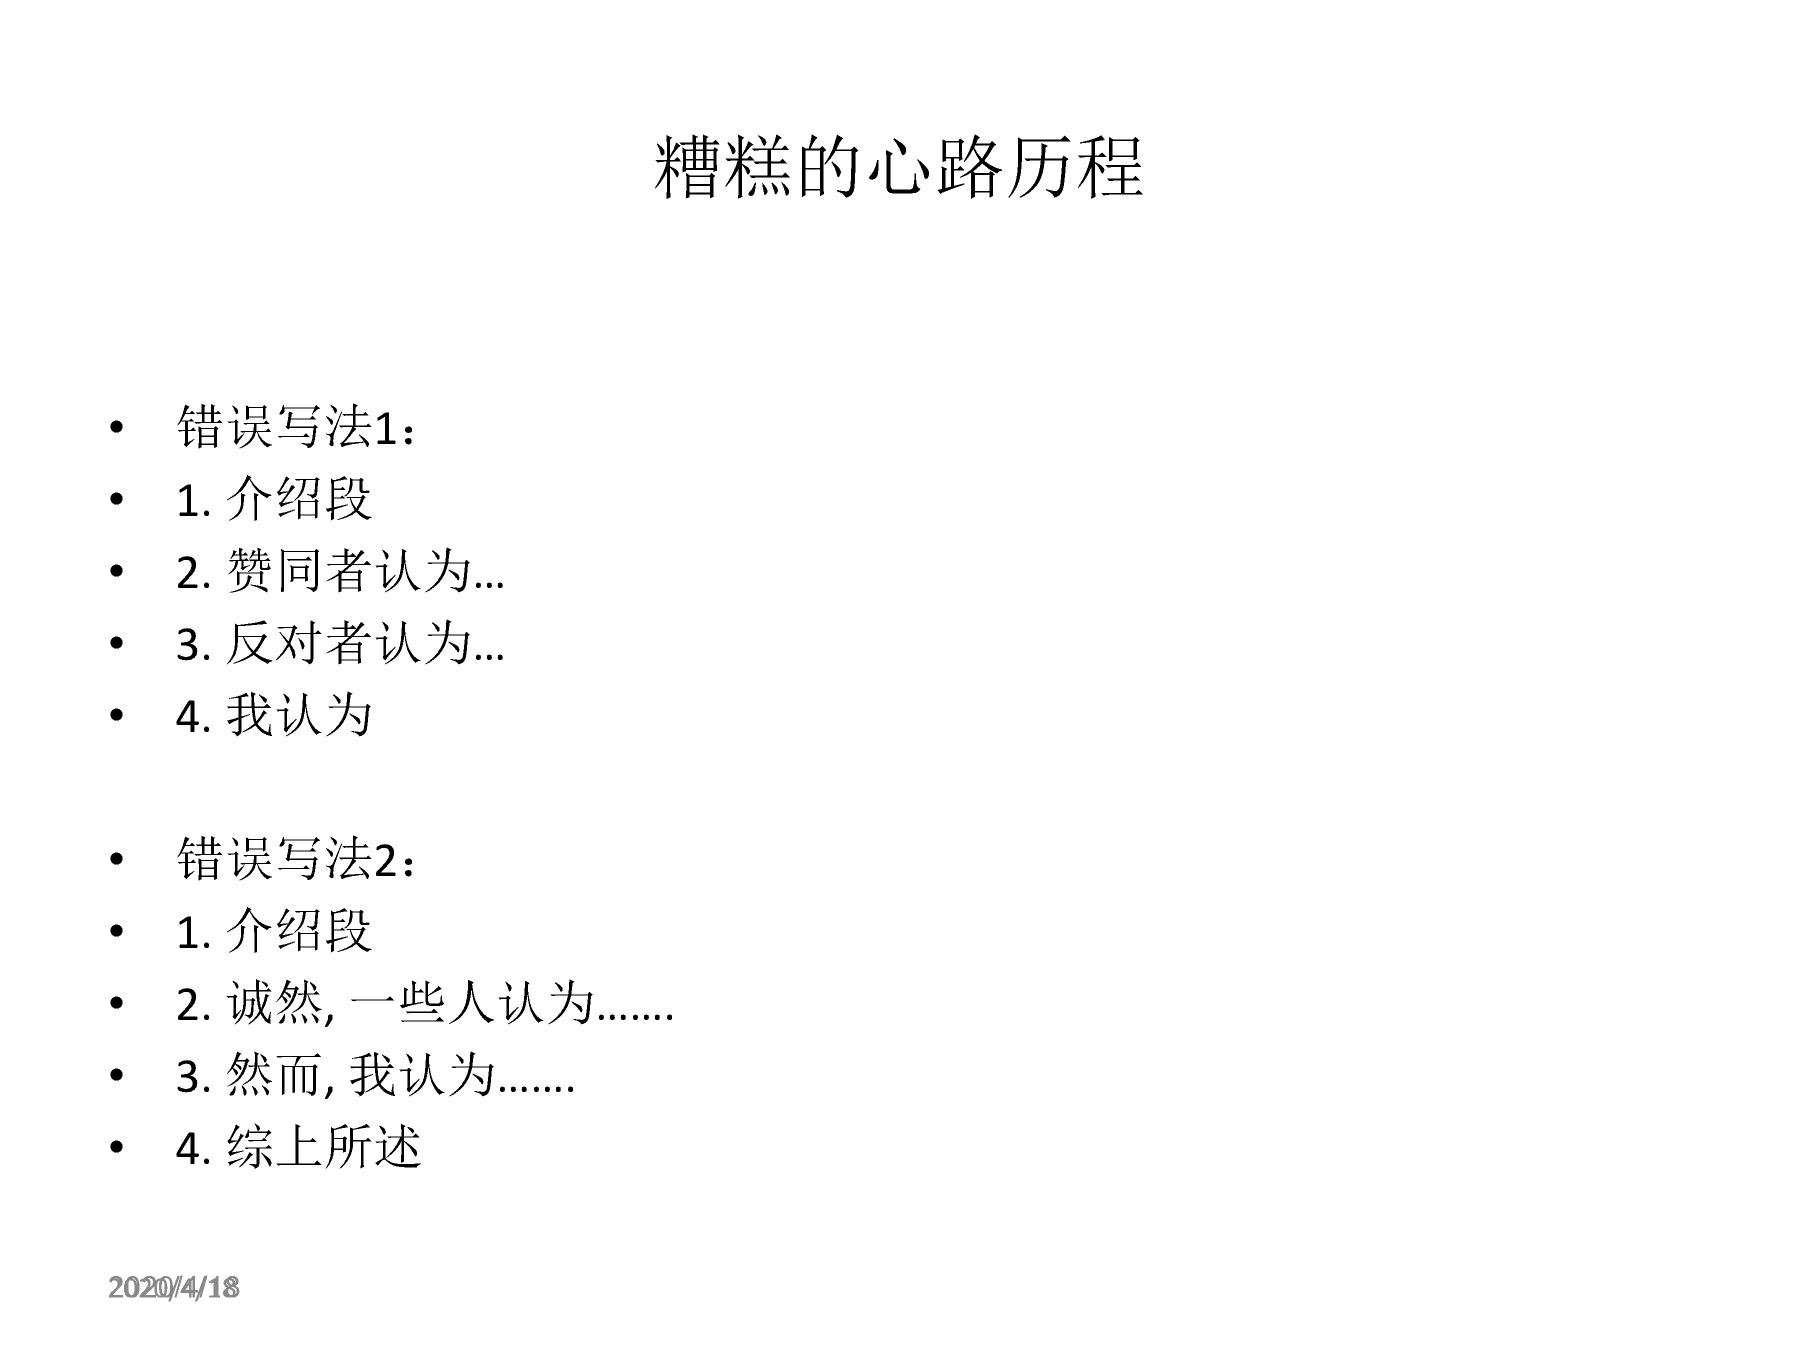 糟糕的心路历程
• 错误写法1：
• 1. 介绍段
• 2. 赞同者认为…
• 3. 反对者认为…
• 4. 我认为
• 错误写法2：
• 1. 介绍段
• 2. 诚然, 一些人认为…….
• 3. 然而, 我认为…….
• 4. 综上所述
2020/4/18